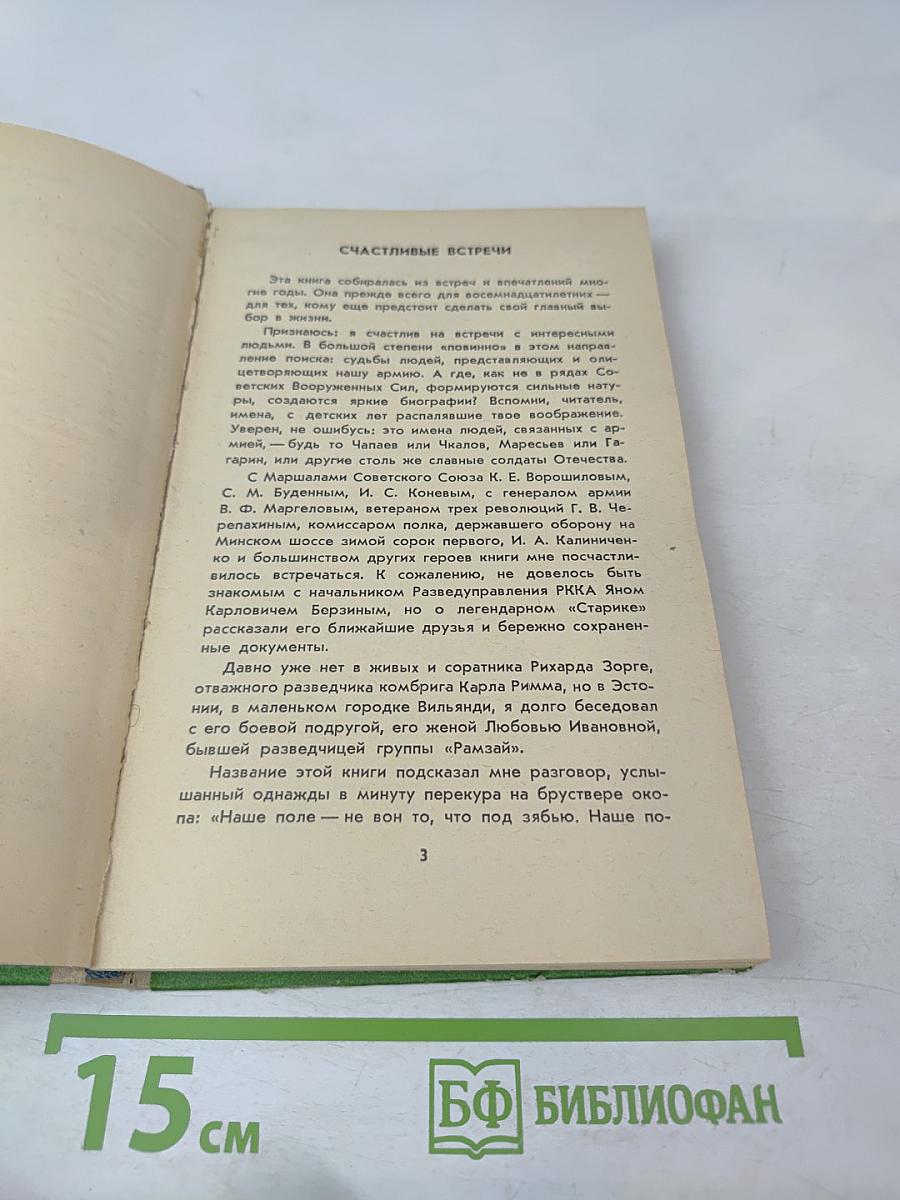 СЧАСТЛИВЫЕ ВСТРЕЧИ
Эта книга собиралась из встреч и впечатлений мно-
гие годы. Она прежде всего для восемнадцатилетних —
для тех, кому еще предстоит сделать свой главный вы-
бор в жизни.
Признаюсь: я счастлив на встречи с интересными
людьми. В большой степени «повинно» в этом направ-
ление поиска: судьбы людей, представляющих и оли-
цетворяющих нашу армию. А где, как не в рядах Со-
ветских Вооруженных Сил, формируются сильные нату-
ры, создаются яркие биографии? Вспомни, читатель,
имена, с детских лет распалявшие твое воображение.
Уверен, не ошибусь: это имена людей, связанных с ар-
мией, — будь то Чапаев или Чкалов, Маресьев или Га-
гарин, или другие столь же славные солдаты Отечества.
С Маршалами Советского Союза К. Е. Ворошиловым,
С. М. Буденным, И. С. Коневым, с генералом армии
В. Ф. Маргеловым, ветераном трех революций Г. В. Че-
репахиным, комиссаром полка, державшего оборону на
Минском шоссе зимой сорок первого, И. А. Калиничен-
ко и большинством других героев книги мне посчастли-
вилось встречаться. К сожалению, не довелось быть
знакомым с начальником Разведуправления РККА Яном
Карловичем Берзиным, но о легендарном «Старике»
рассказали его ближайшие друзья и бережно сохранен-
ные документы.
Давно уже нет в живых и соратника Рихарда Зорге,
отважного разведчика комбрига Карла Римма, но в Эсто-
нии, в маленьком городке Вильянди, я долго беседовал
с его боевой подругой, его женой Любовью Ивановной,
бывшей разведчицей группы «Рамзай».
Название этой книги подсказал мне разговор, услы-
шанный однажды в минуту перекура на бруствере око-
па: «Наше поле — не вон то, что под зябью. Наше по-
3
15 см
БФ БИБЛИОФАН